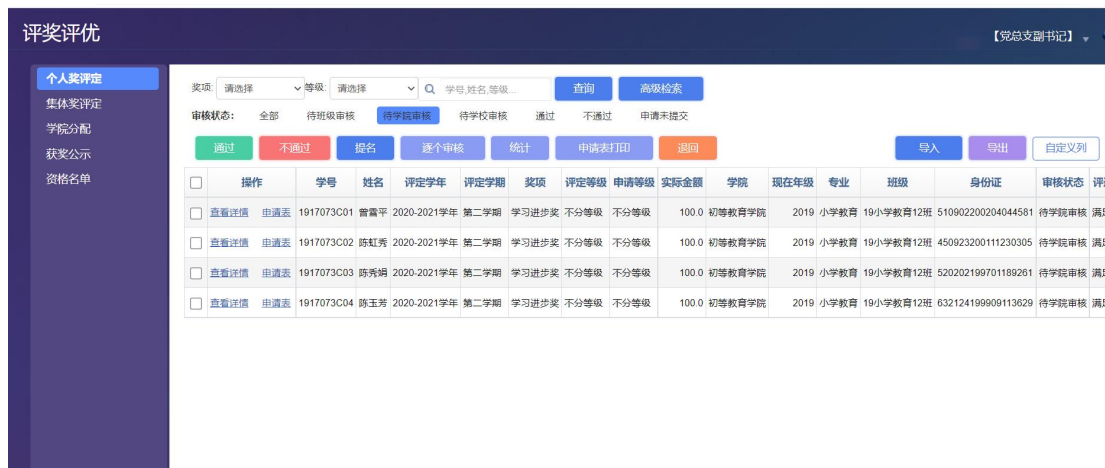 评奖评优
【党总支副书记】
个人奖评定
集体奖评定
学院分配
获奖公示
资格名单
奖项: 请选择 等级: 请选择 学号,姓名,等级... 查询 高级检索
审核状态: 全部 待班级审核 待学院审核 待学校审核 通过 不通过 申请未提交
通过 不通过 提名 逐个审核 统计 申请表打印 退回 导入 导出 自定义列
操作 学号 姓名 评定学年 评定学期 奖项 评定等级 申请等级 实际金额 学院 现在年级 专业 班级 身份证 审核状态
查看详情 申请表 1917073C01 曾雪平 2020-2021学年 第二学期 学习进步奖 不分等级 不分等级 100.0 初等教育学院 2019 小学教育 19小学教育12班 510902200204044581 待学院审核
查看详情 申请表 1917073C02 陈虹秀 2020-2021学年 第二学期 学习进步奖 不分等级 不分等级 100.0 初等教育学院 2019 小学教育 19小学教育12班 450923200111230305 待学院审核
查看详情 申请表 1917073C03 陈秀娟 2020-2021学年 第二学期 学习进步奖 不分等级 不分等级 100.0 初等教育学院 2019 小学教育 19小学教育12班 520202199701189261 待学院审核
查看详情 申请表 1917073C04 陈玉芳 2020-2021学年 第二学期 学习进步奖 不分等级 不分等级 100.0 初等教育学院 2019 小学教育 19小学教育12班 632124199909113629 待学院审核